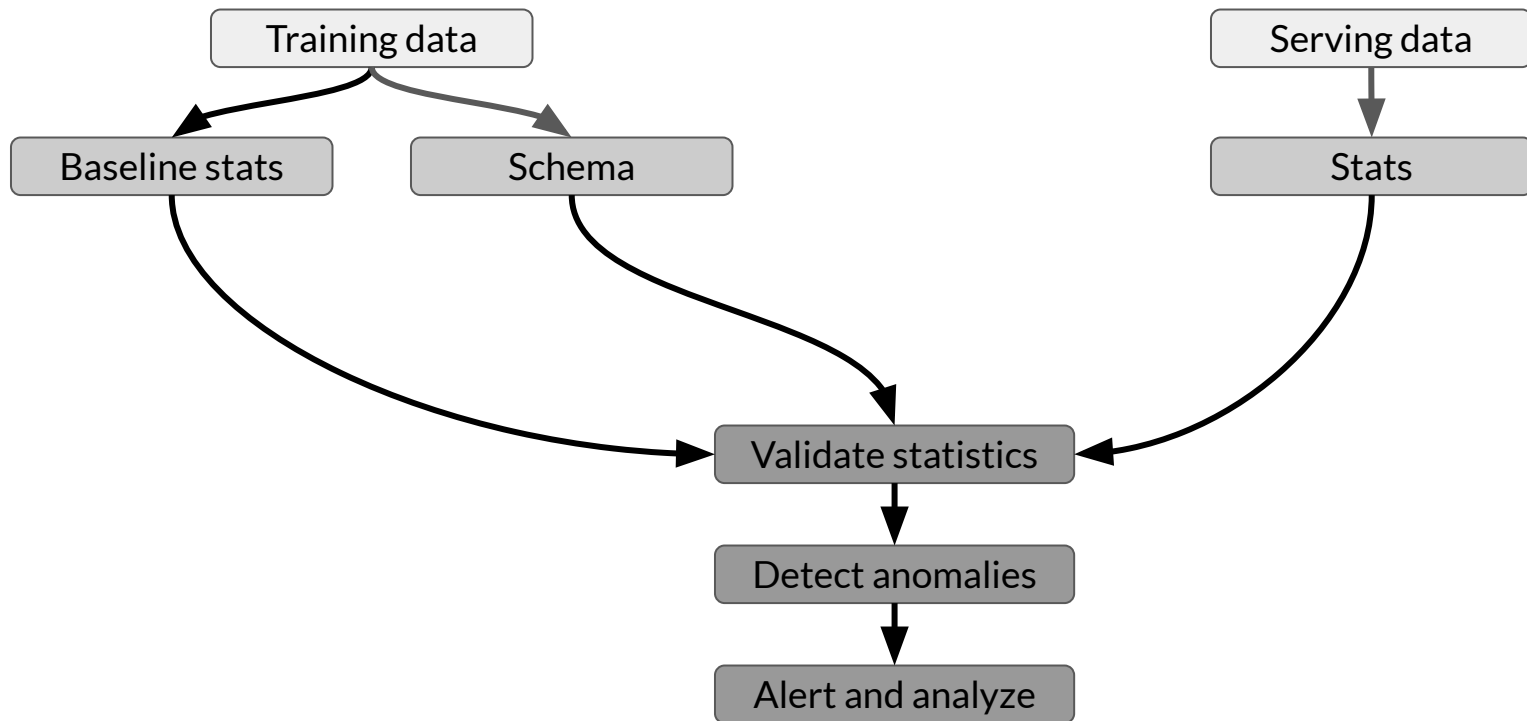 Training data
Serving data
Baseline stats
Schema
Stats
Validate statistics
Detect anomalies
Alert and analyze